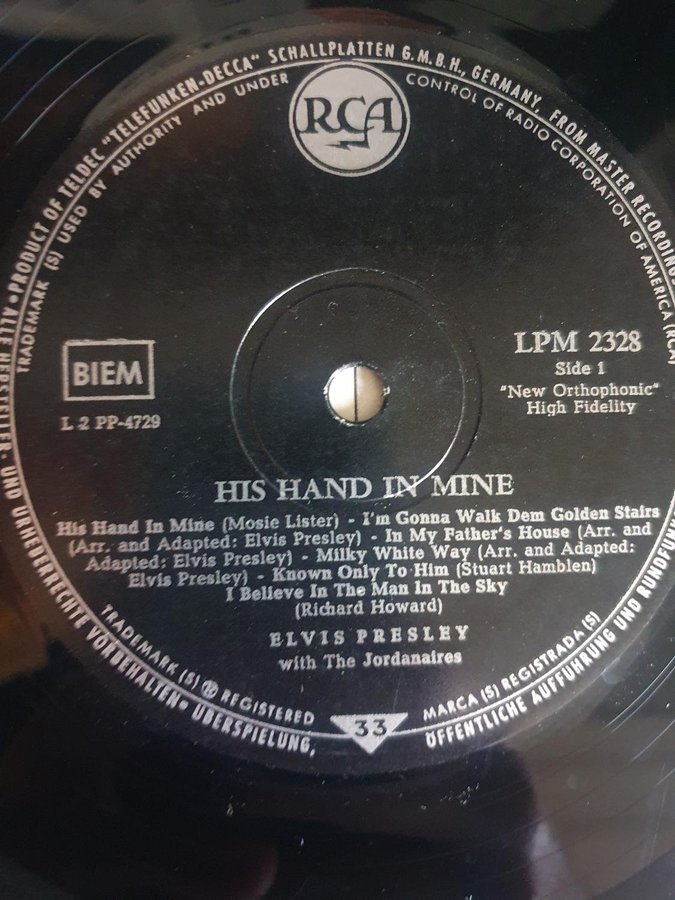 PRODUCT OF TELDEC "TELEFUNKEN-DECCA" SCHALLPLATTEN G.M.B.H., GERMANY, FROM MASTER RECORDING
TRADEMARK (S) USED BY AUTHORITY AND UNDER CONTROL OF RADIO CORPORATION OF AMERICA (RCA)
RCA
BIEM
L 2 PP-4729
LPM 2328
Side 1
"New Orthophonic"
High Fidelity
HIS HAND IN MINE
His Hand In Mine (Mosie Lister) - I'm Gonna Walk Dem Golden Stairs
(Arr. and Adapted: Elvis Presley) - In My Father's House (Arr. and
Adapted: Elvis Presley) - Milky White Way (Arr. and Adapted:
Elvis Presley) - Known Only To Him (Stuart Hamblen)
I Believe In The Man In The Sky
(Richard Howard)
ELVIS PRESLEY
with The Jordanaires
TRADEMARK (S) ® REGISTERED
33
MARCA (S) REGISTRADA (S)
ALLE HERSTELLER- UND URHEBERRECHTE VORBEHALTEN • ÜBERSPIELUNG,
ÖFFENTLICHE AUFFÜHRUNG UND RUNDFUNK